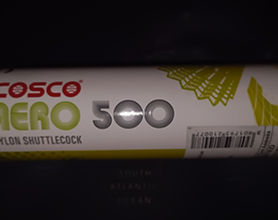 COSCO
AERO 500
NYLON SHUTTLECOCK
SOUTH
ATLANTIC
OCEAN